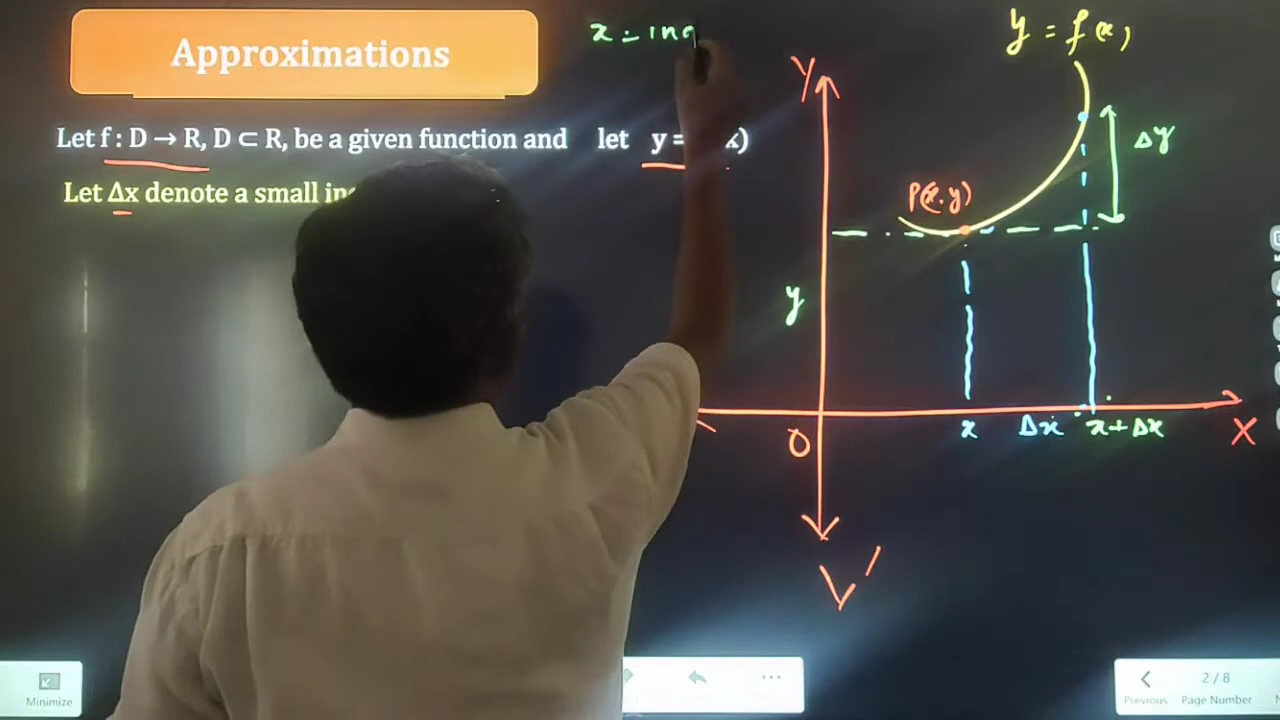 Approximations
x - in
y = f(x)
Let f : D → R, D ⊂ R, be a given function and let y =
x)
Let Δx denote a small
Y
Δy
P(x, y)
y
O
x
Δx
x + Δx
X
Y'
Minimize
...
2 / 8
Previous
Page Number